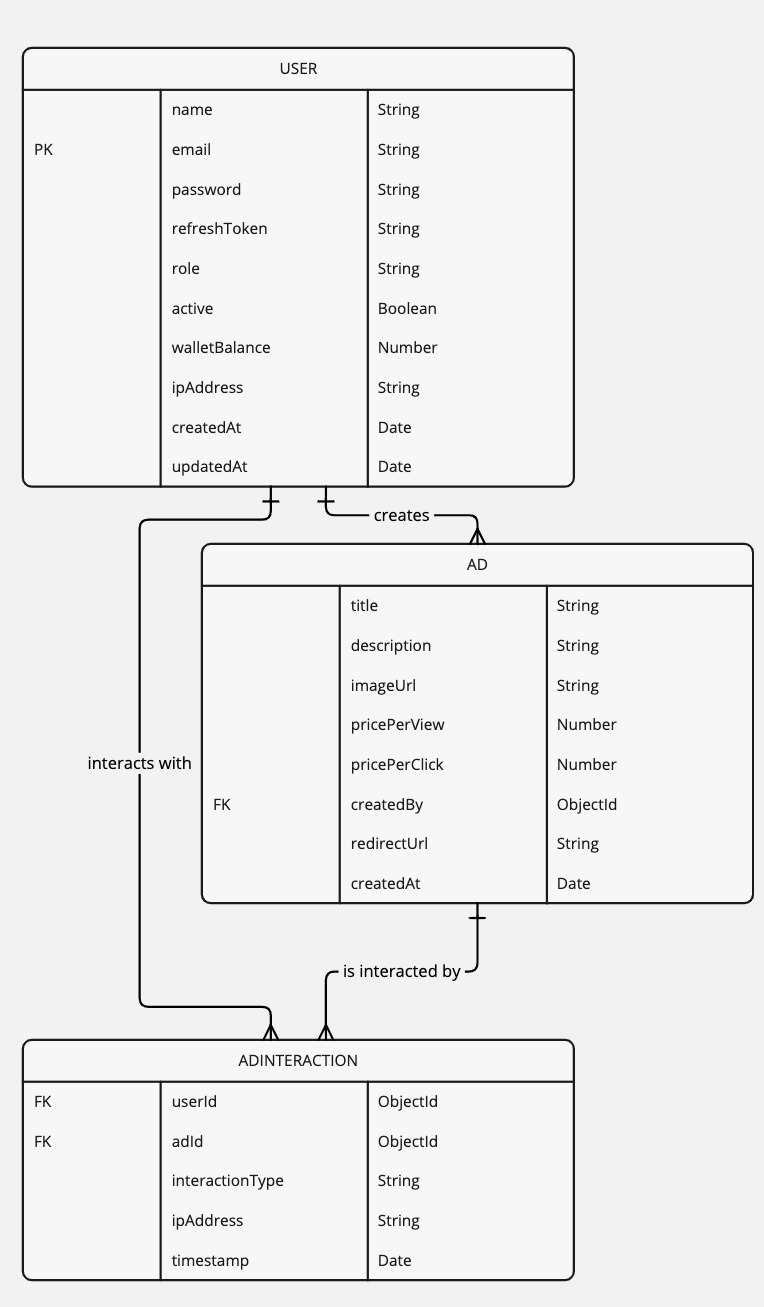 USER
name String
PK email String
password String
refreshToken String
role String
active Boolean
walletBalance Number
ipAddress String
createdAt Date
updatedAt Date
creates
AD
title String
description String
imageUrl String
pricePerView Number
interacts with
pricePerClick Number
FK createdBy ObjectId
redirectUrl String
createdAt Date
is interacted by
ADINTERACTION
FK userId ObjectId
FK adId ObjectId
interactionType String
ipAddress String
timestamp Date